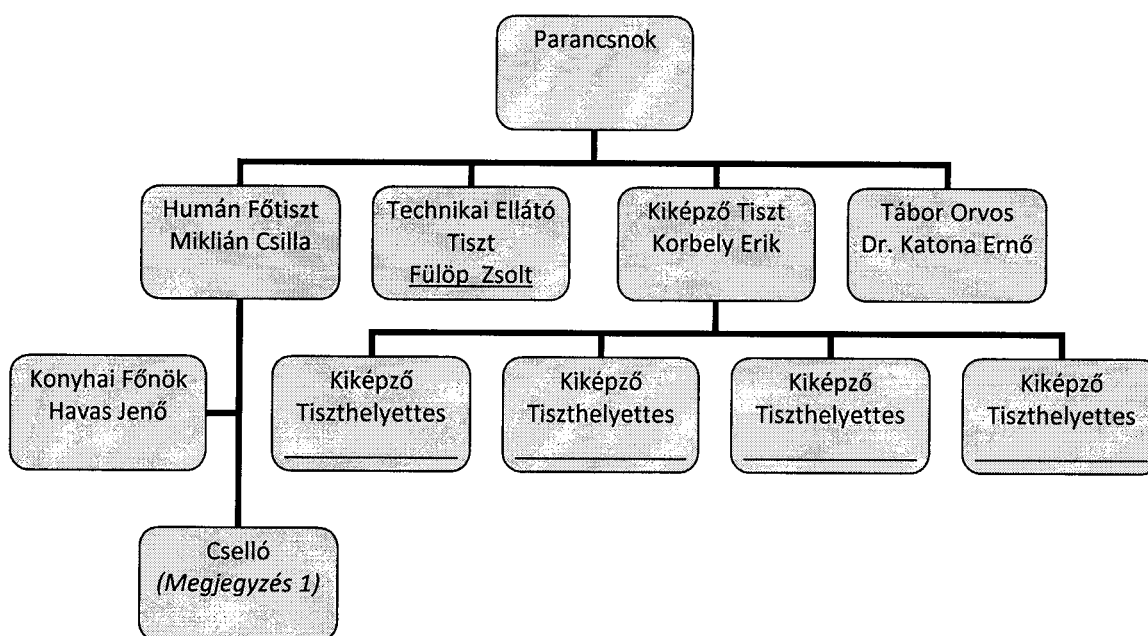 Parancsnok
Humán Főtiszt
Miklián Csilla
Technikai Ellátó
Tiszt
Fülöp Zsolt
Kiképző Tiszt
Korbely Erik
Tábor Orvos
Dr. Katona Ernő
Konyhai Főnök
Havas Jenő
Kiképző
Tiszthelyettes
Kiképző
Tiszthelyettes
Kiképző
Tiszthelyettes
Kiképző
Tiszthelyettes
Cselló
(Megjegyzés 1)